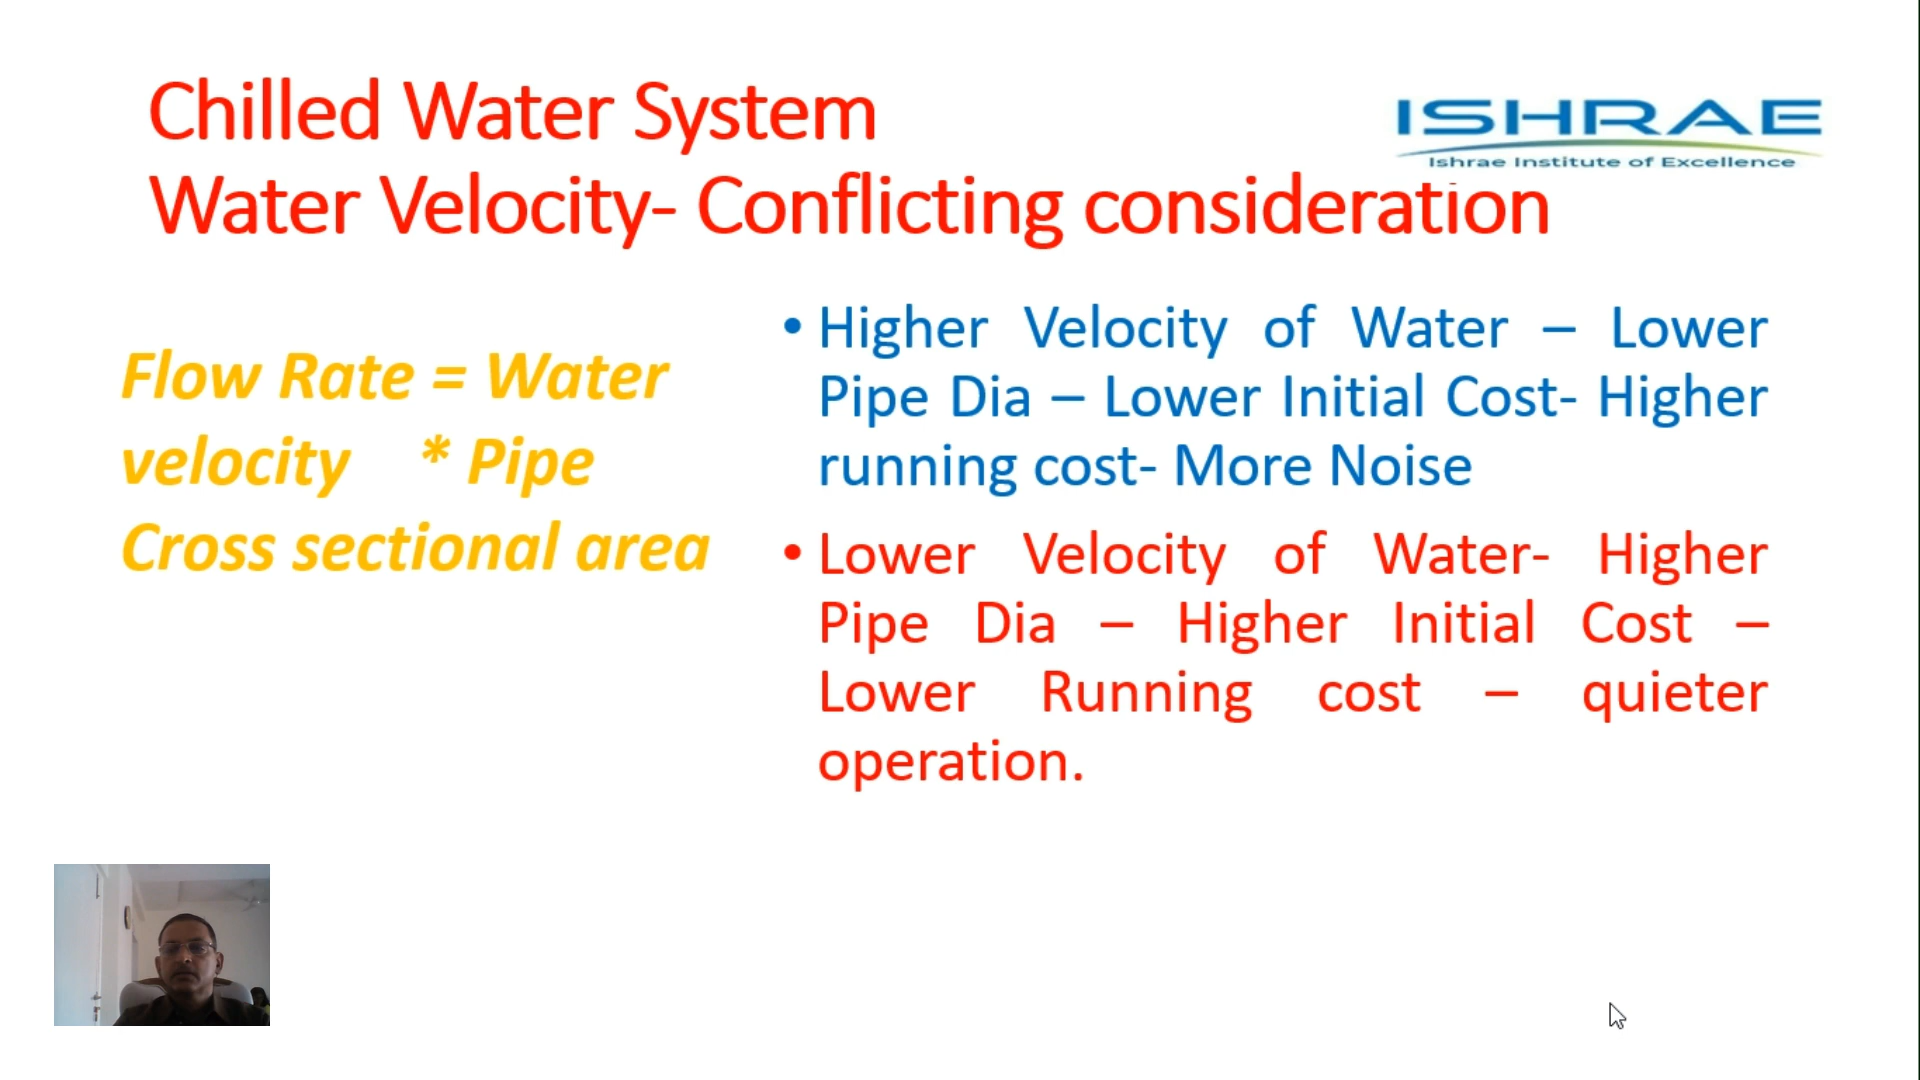 Chilled Water System
Water Velocity- Conflicting consideration
ISHRAE
Ishrae Institute of Excellence
Flow Rate = Water
velocity * Pipe
Cross sectional area
• Higher Velocity of Water – Lower
Pipe Dia – Lower Initial Cost- Higher
running cost- More Noise
• Lower Velocity of Water- Higher
Pipe Dia – Higher Initial Cost –
Lower Running cost – quieter
operation.